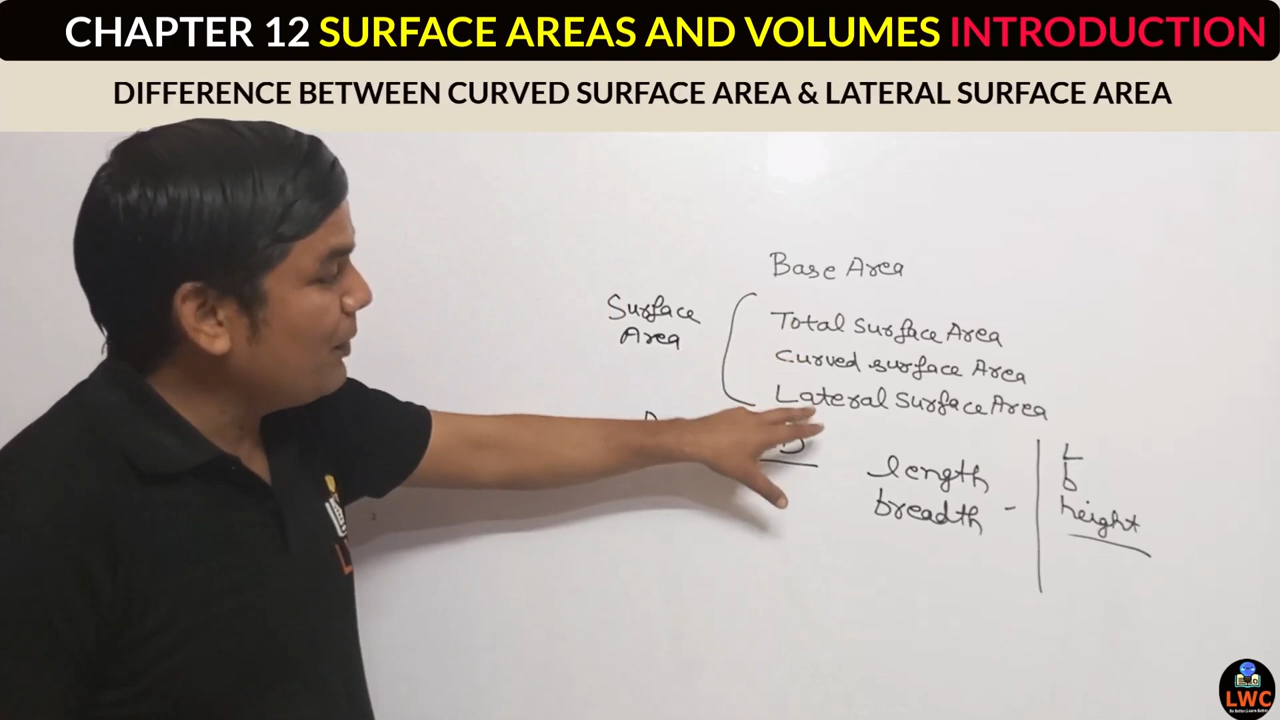 CHAPTER 12 SURFACE AREAS AND VOLUMES INTRODUCTION
DIFFERENCE BETWEEN CURVED SURFACE AREA & LATERAL SURFACE AREA
Base Area
Surface
Area
Total Surface Area
Curved surface Area
Lateral Surface Area
D
length
breadth -
L
b
height
LWC